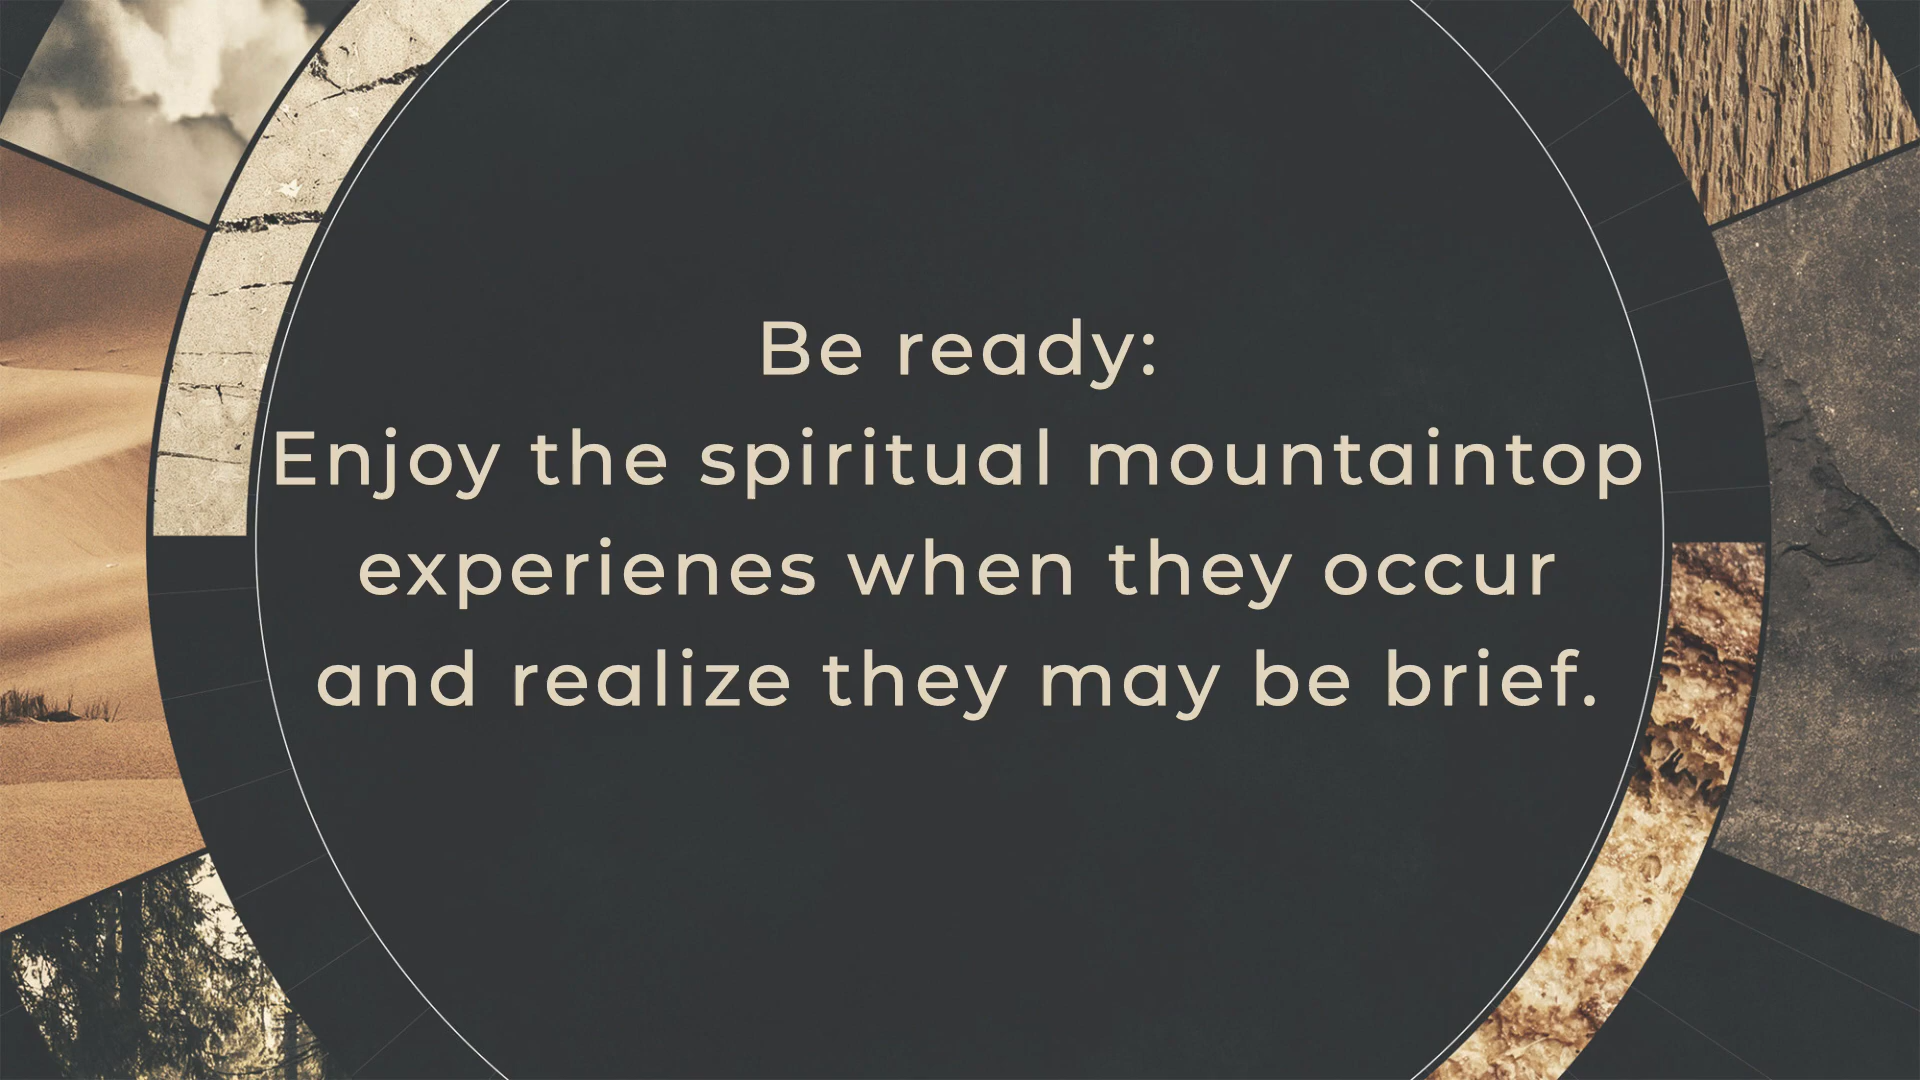 Be ready:
Enjoy the spiritual mountaintop
experienes when they occur
and realize they may be brief.